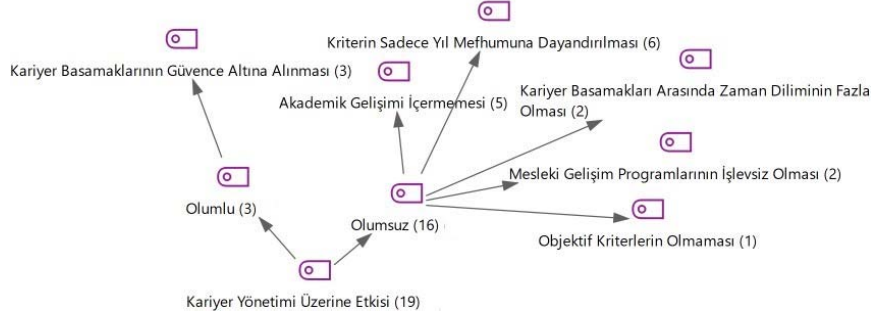 Kriterin Sadece Yıl Mefhumuna Dayandırılması (6)
Kariyer Basamaklarının Güvence Altına Alınması (3)
Kariyer Basamakları Arasında Zaman Diliminin Fazla
Olması (2)
Akademik Gelişimi İçermemesi (5)
Mesleki Gelişim Programlarının İşlevsiz Olması (2)
Olumlu (3)
Olumsuz (16)
Objektif Kriterlerin Olmaması (1)
Kariyer Yönetimi Üzerine Etkisi (19)